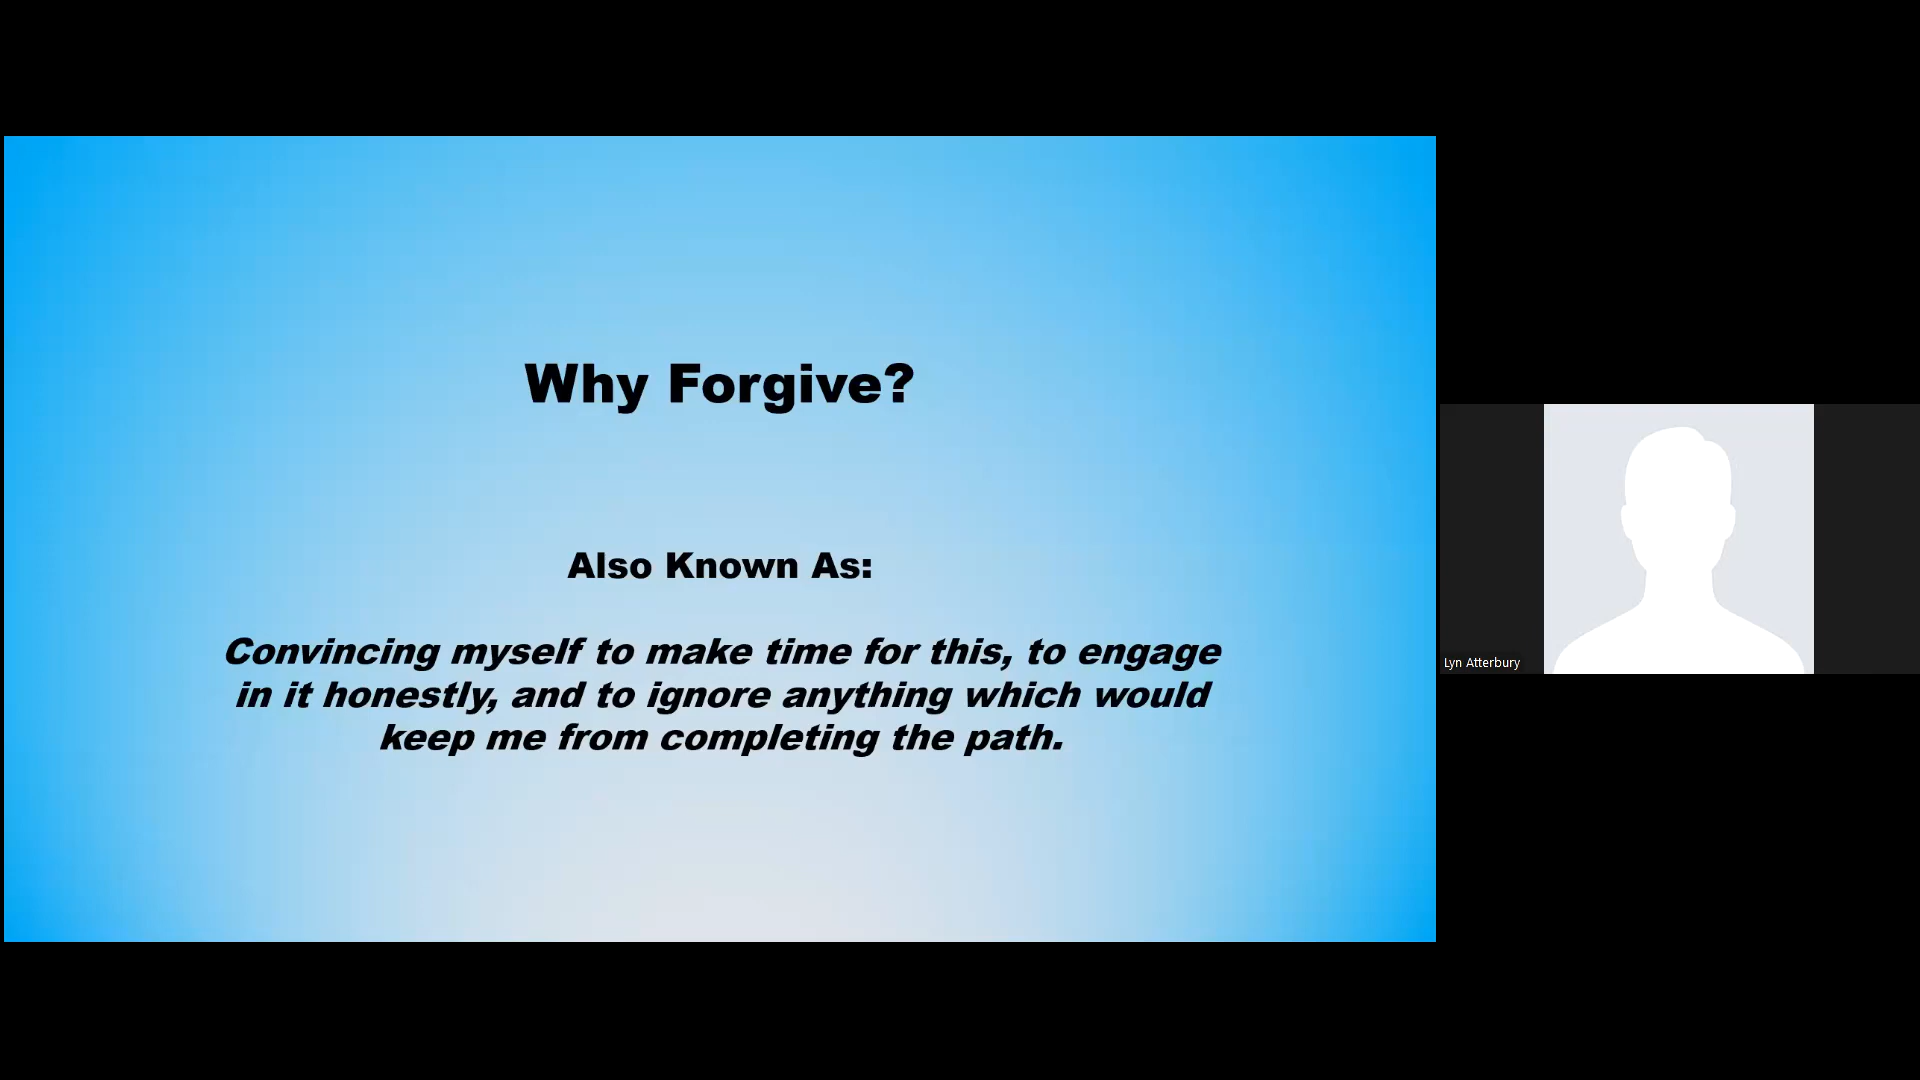 Why Forgive?
Also Known As:
Convincing myself to make time for this, to engage
in it honestly, and to ignore anything which would
keep me from completing the path.
Lyn Atterbury